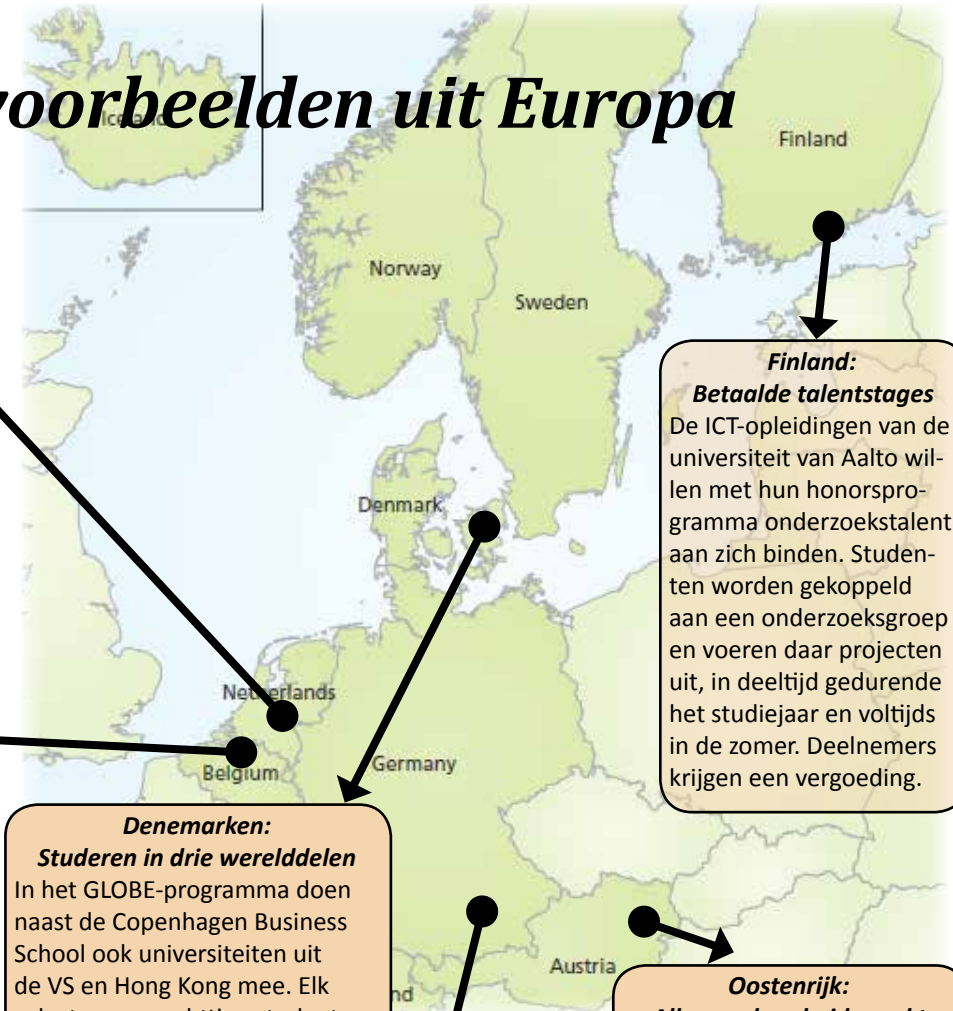 voorbeelden uit Europa
Iceland
Finland
Norway
Sweden
Denmark
Netherlands
Belgium
Germany
Austria
Finland:
Betaalde talentstages
De ICT-opleidingen van de
universiteit van Aalto wil-
len met hun honorspro-
gramma onderzoekstalent
aan zich binden. Studen-
ten worden gekoppeld
aan een onderzoeksgroep
en voeren daar projecten
uit, in deeltijd gedurende
het studiejaar en voltijds
in de zomer. Deelnemers
krijgen een vergoeding.
Denemarken:
Studeren in drie werelddelen
In het GLOBE-programma doen
naast de Copenhagen Business
School ook universiteiten uit
de VS en Hong Kong mee. Elk
Oostenrijk: